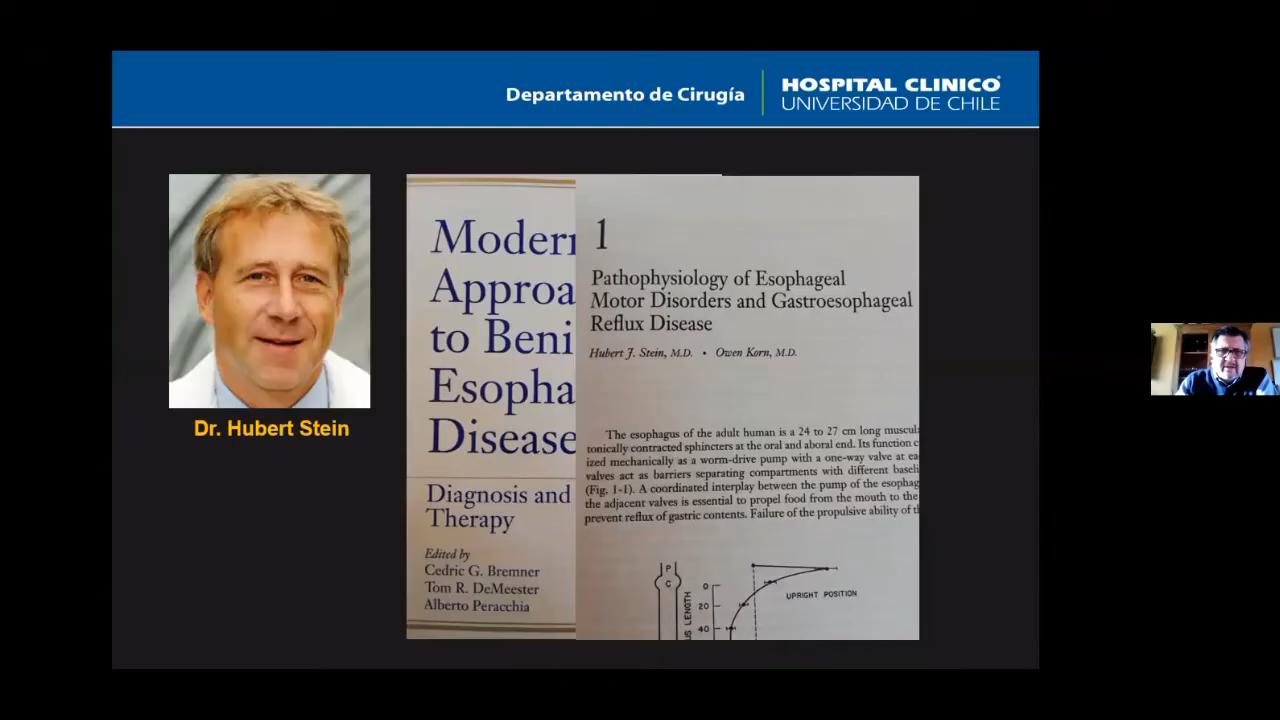 Departamento de Cirugía
HOSPITAL CLINICO
UNIVERSIDAD DE CHILE
Dr. Hubert Stein
Modern
Approa
to Beni
Esopha
Disease
Diagnosis and
Therapy
Edited by
Cedric G. Bremner
Tom R. DeMeester
Alberto Peracchia
1
Pathophysiology of Esophageal
Motor Disorders and Gastroesophageal
Reflux Disease
Hubert J. Stein, M.D. • Owen Korn, M.D.
The esophagus of the adult human is a 24 to 27 cm long muscula
tonically contracted sphincters at the oral and aboral end. Its function c
ized mechanically as a worm-drive pump with a one-way valve at ea
valves act as barriers separating compartments with different baseli
(Fig. 1-1). A coordinated interplay between the pump of the esophag
the adjacent valves is essential to propel food from the mouth to the
prevent reflux of gastric contents. Failure of the propulsive ability of th
P
C
US LENGTH
0
20
40
UPRIGHT POSITION